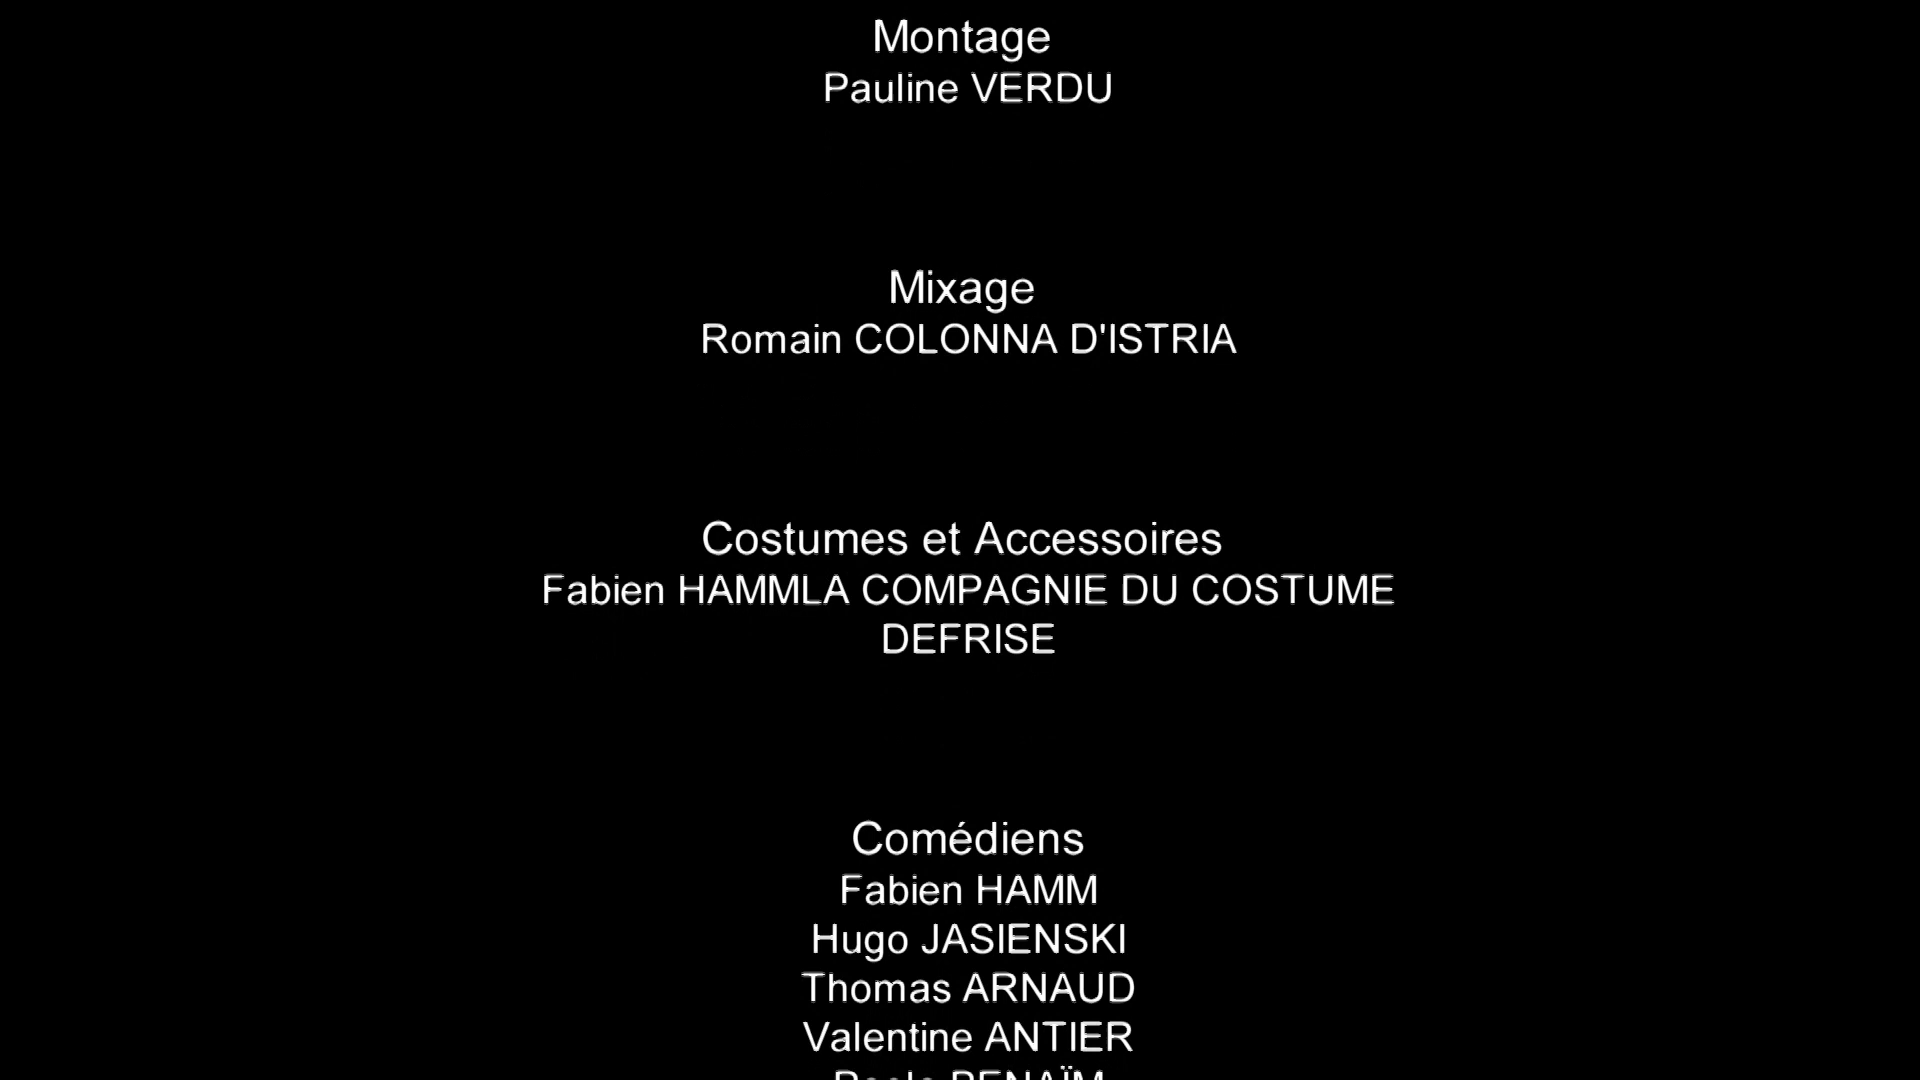 Montage
Pauline VERDU
Mixage
Romain COLONNA D'ISTRIA
Costumes et Accessoires
Fabien HAMMLA COMPAGNIE DU COSTUME
DEFRISE
Comédiens
Fabien HAMM
Hugo JASIENSKI
Thomas ARNAUD
Valentine ANTIER